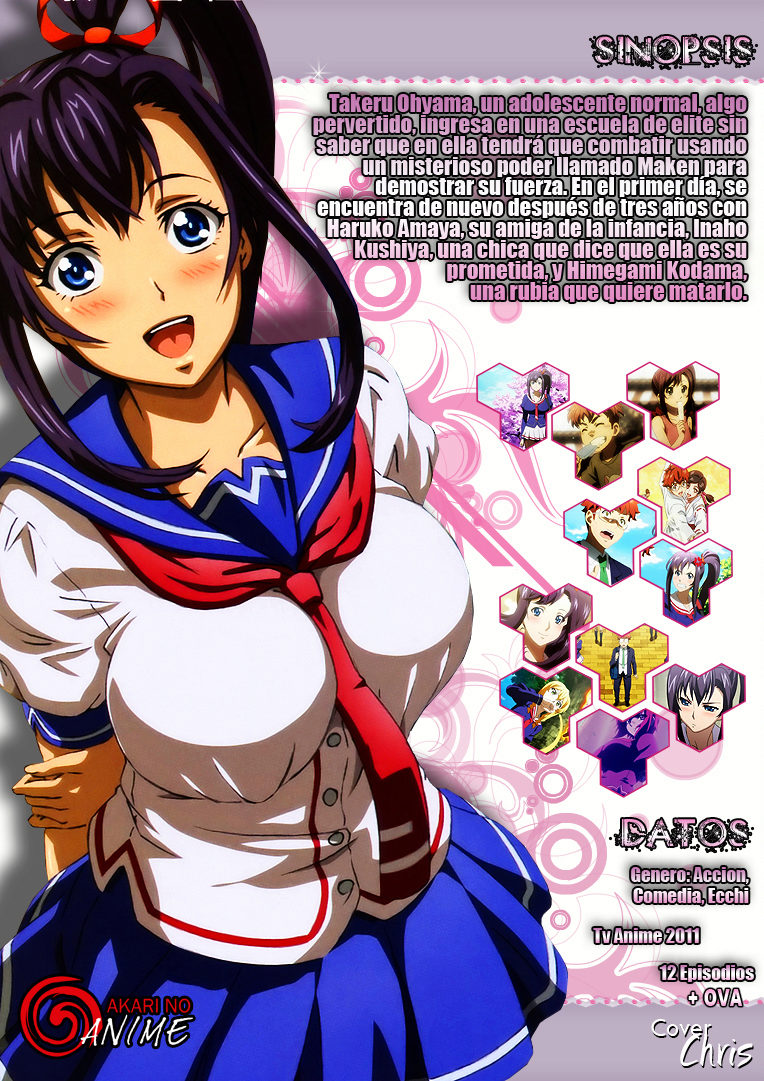 SINOPSIS
Takeru Ohyama, un adolescente normal, algo
pervertido, ingresa en una escuela de elite sin
saber que en ella tendrá que combatir usando
un misterioso poder llamado Maken para
demostrar su fuerza. En el primer día, se
encuentra de nuevo después de tres años con
Haruko Amaya, su amiga de la infancia, Inaho
Kushiya, una chica que dice que ella es su
prometida, y Himegami Kodama,
una rubia que quiere matarlo.
DATOS
Genero: Accion,
Comedia, Ecchi
Tv Anime 2011
12 Episodios
+ OVA
AKARI NO
ANIME
Cover
Chris